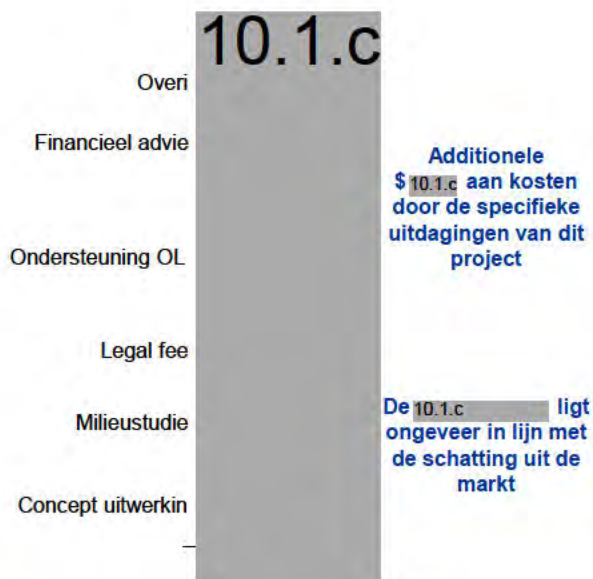 10.1.c
Overi
Financieel advie
Additionele
$ 10.1.c aan kosten
door de specifieke
uitdagingen van dit
project
Ondersteuning OL
Legal fee
De 10.1.c ligt
ongeveer in lijn met
de schatting uit de
markt
Milieustudie
Concept uitwerkin